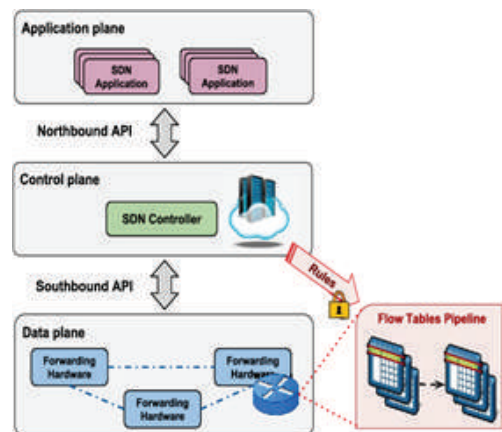 Application plane
SDN
Application
SDN
Application
Northbound API
Control plane
SDN Controller
Rules
Southbound API
Flow Tables Pipeline
Data plane
Forwarding
Hardware
Forwarding
Hardware
Forwarding
Hardware